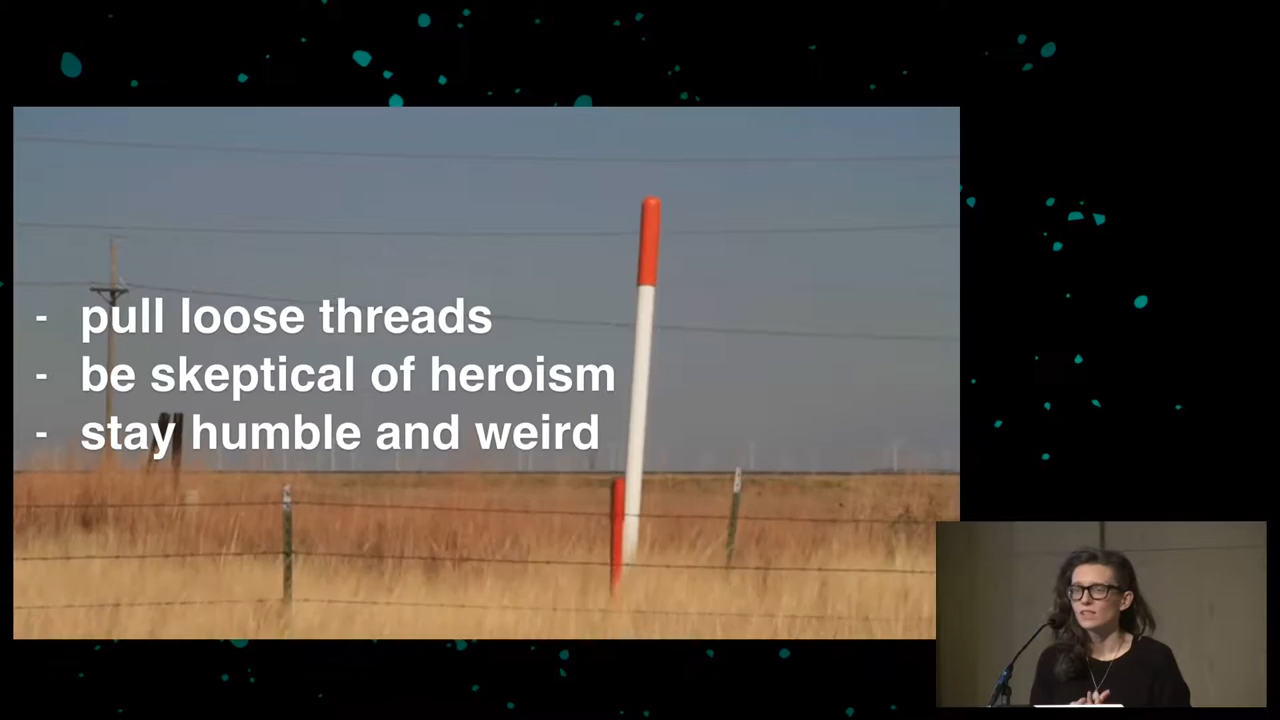 - pull loose threads
- be skeptical of heroism
- stay humble and weird